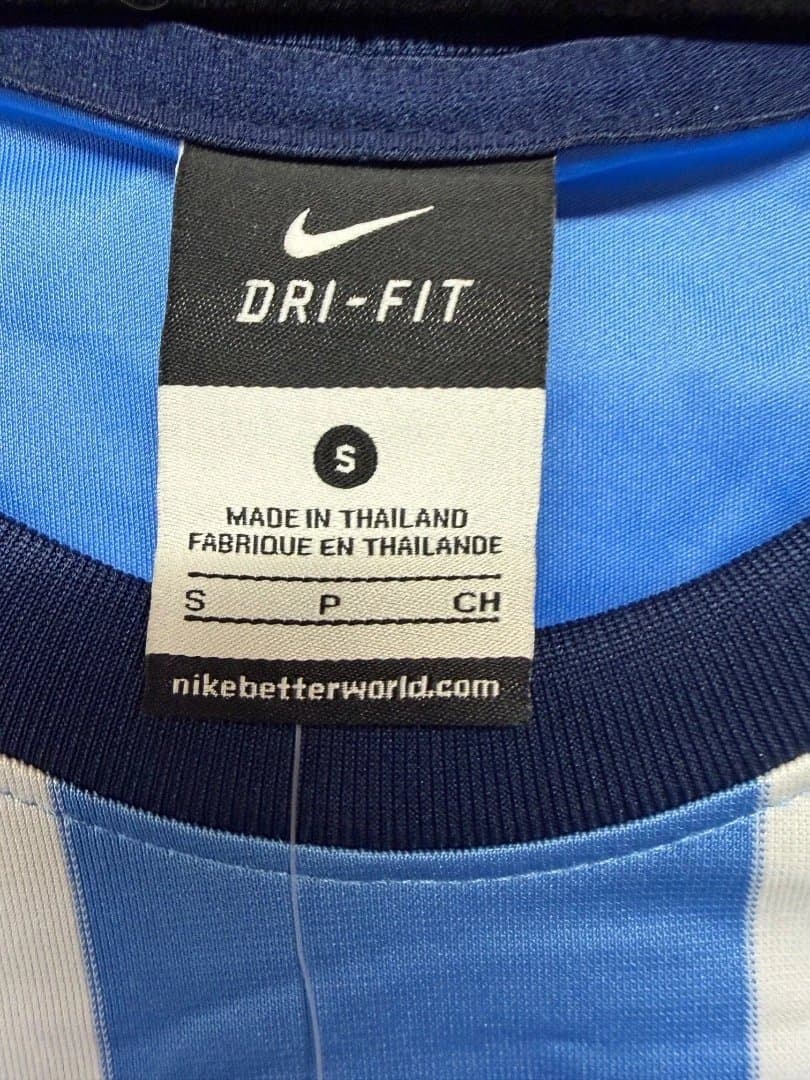 DRI-FIT
S
MADE IN THAILAND
FABRIQUE EN THAILANDE
S P CH
nikebetterworld.com